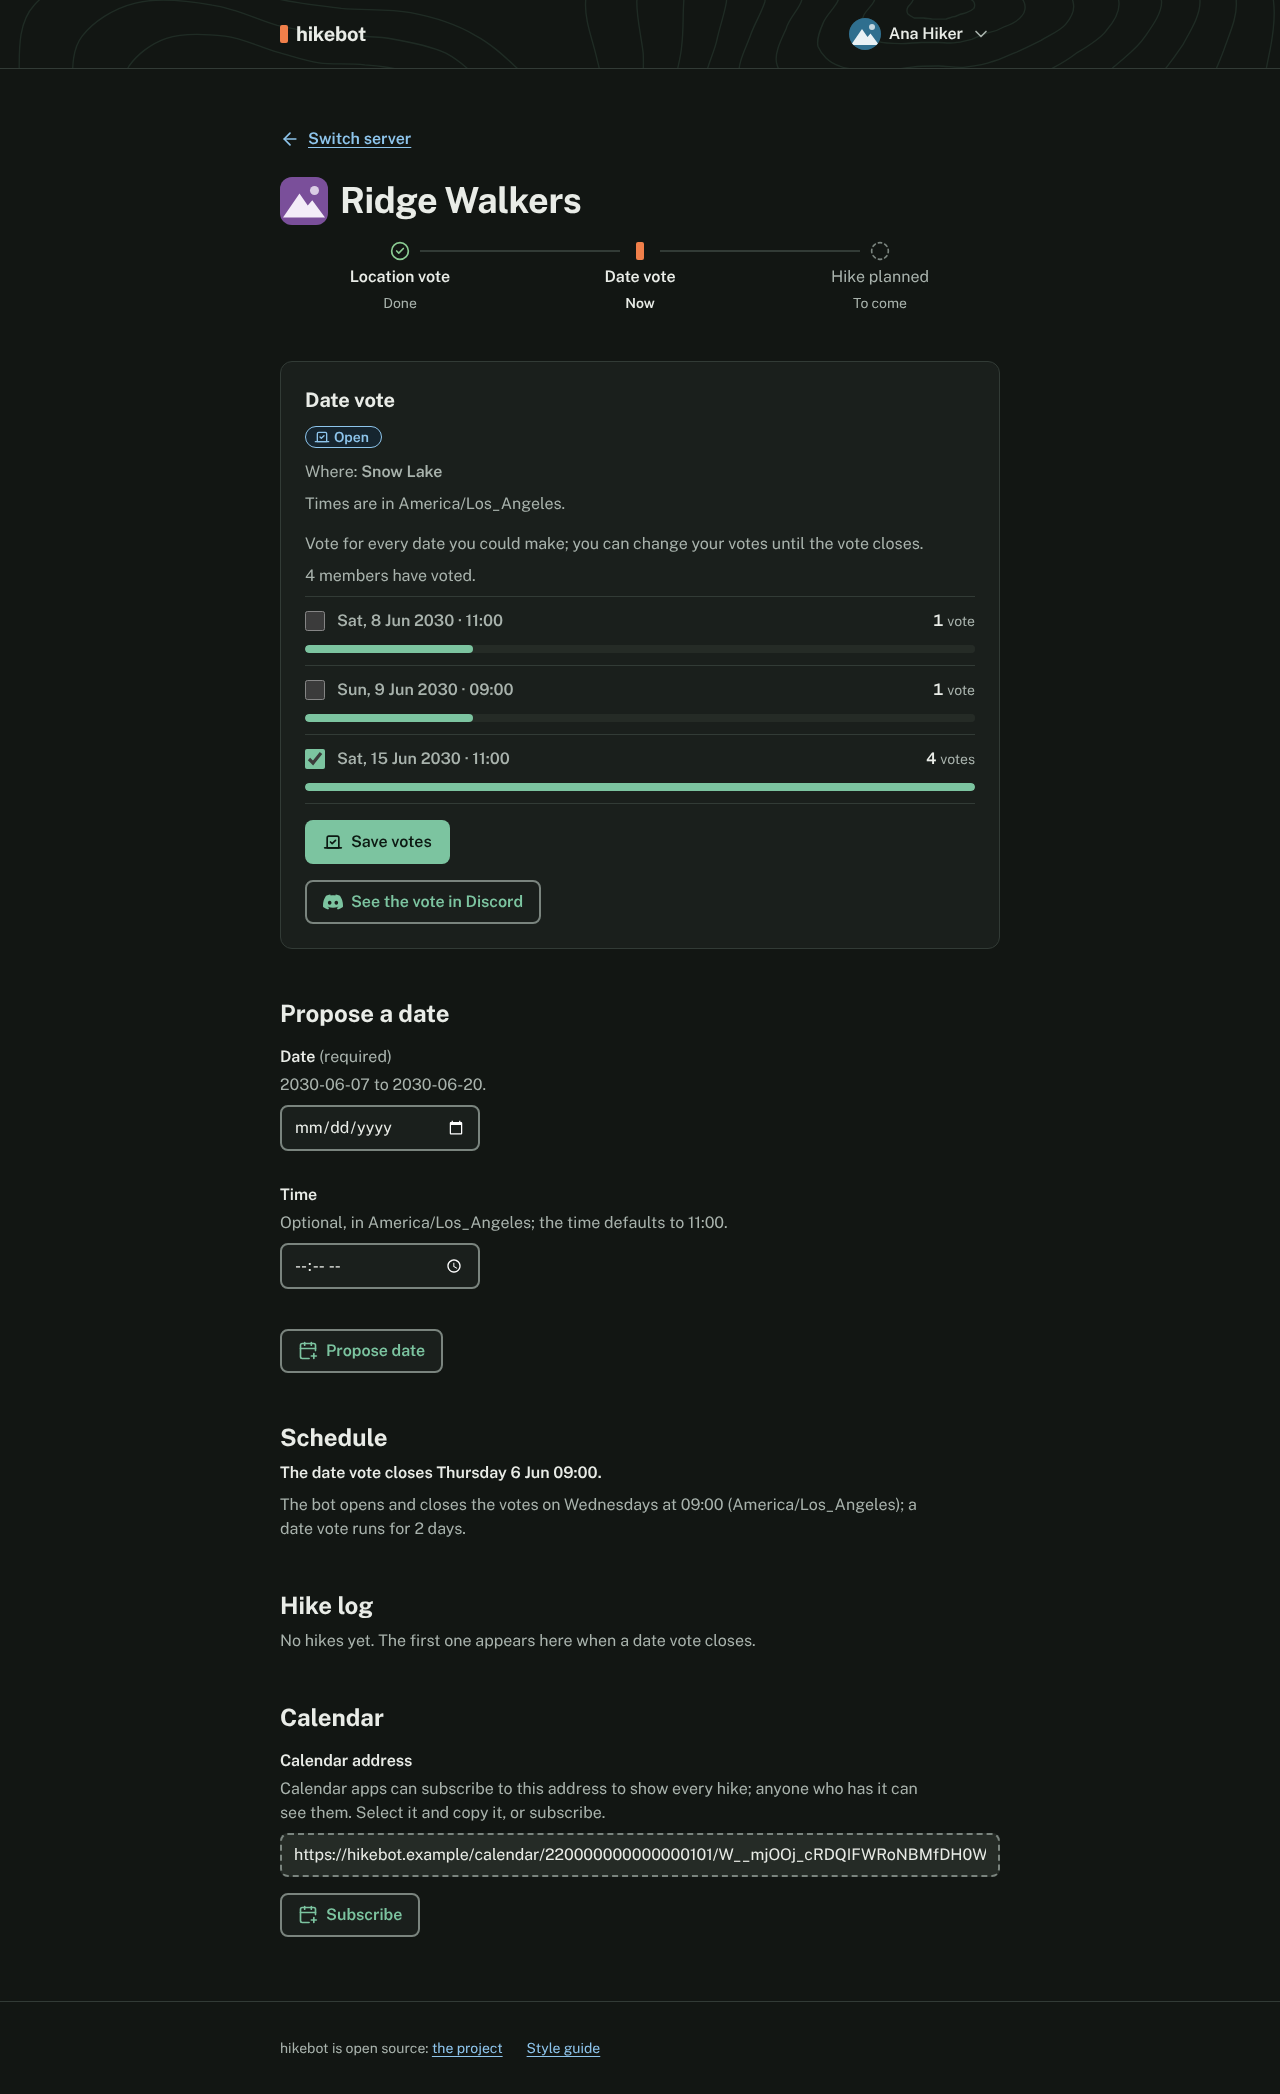 hikebot
Ana Hiker
Switch server
Ridge Walkers
Location vote
Done
Date vote
Now
Hike planned
To come
Date vote
Open
Where: Snow Lake
Times are in America/Los_Angeles.
Vote for every date you could make; you can change your votes until the vote closes.
4 members have voted.
Sat, 8 Jun 2030 · 11:00
1 vote
Sun, 9 Jun 2030 · 09:00
1 vote
Sat, 15 Jun 2030 · 11:00
4 votes
Save votes
See the vote in Discord
Propose a date
Date (required)
2030-06-07 to 2030-06-20.
mm/dd/yyyy
Time
Optional, in America/Los_Angeles; the time defaults to 11:00.
--:-- --
Propose date
Schedule
The date vote closes Thursday 6 Jun 09:00.
The bot opens and closes the votes on Wednesdays at 09:00 (America/Los_Angeles); a
date vote runs for 2 days.
Hike log
No hikes yet. The first one appears here when a date vote closes.
Calendar
Calendar address
Calendar apps can subscribe to this address to show every hike; anyone who has it can
see them. Select it and copy it, or subscribe.
https://hikebot.example/calendar/220000000000000101/W__mjOOj_cRDQIFWRoNBMfDH0W
Subscribe
hikebot is open source: the project
Style guide